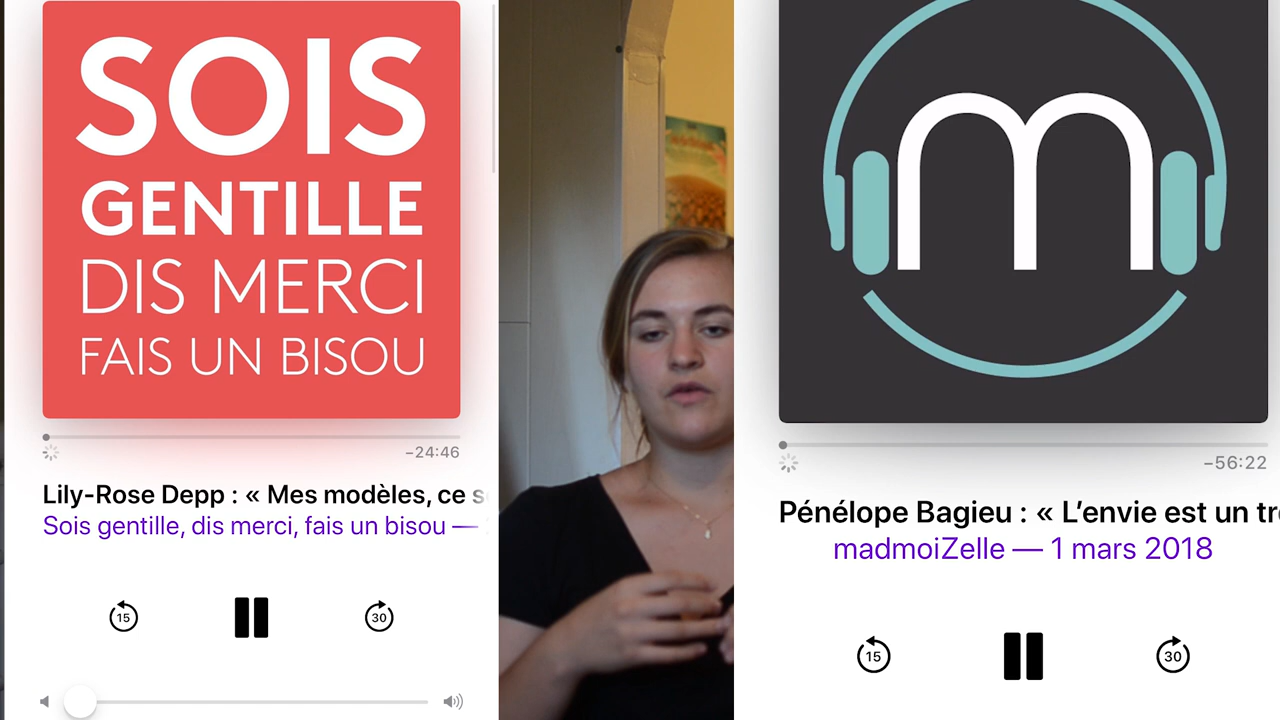 SOIS
GENTILLE
DIS MERCI
FAIS UN BISOU
−24:46
Lily-Rose Depp : « Mes modèles, ce
Sois gentille, dis merci, fais un bisou —
15
30
m
−56:22
Pénélope Bagieu : « L’envie est un
madmoiZelle — 1 mars 2018
15
30